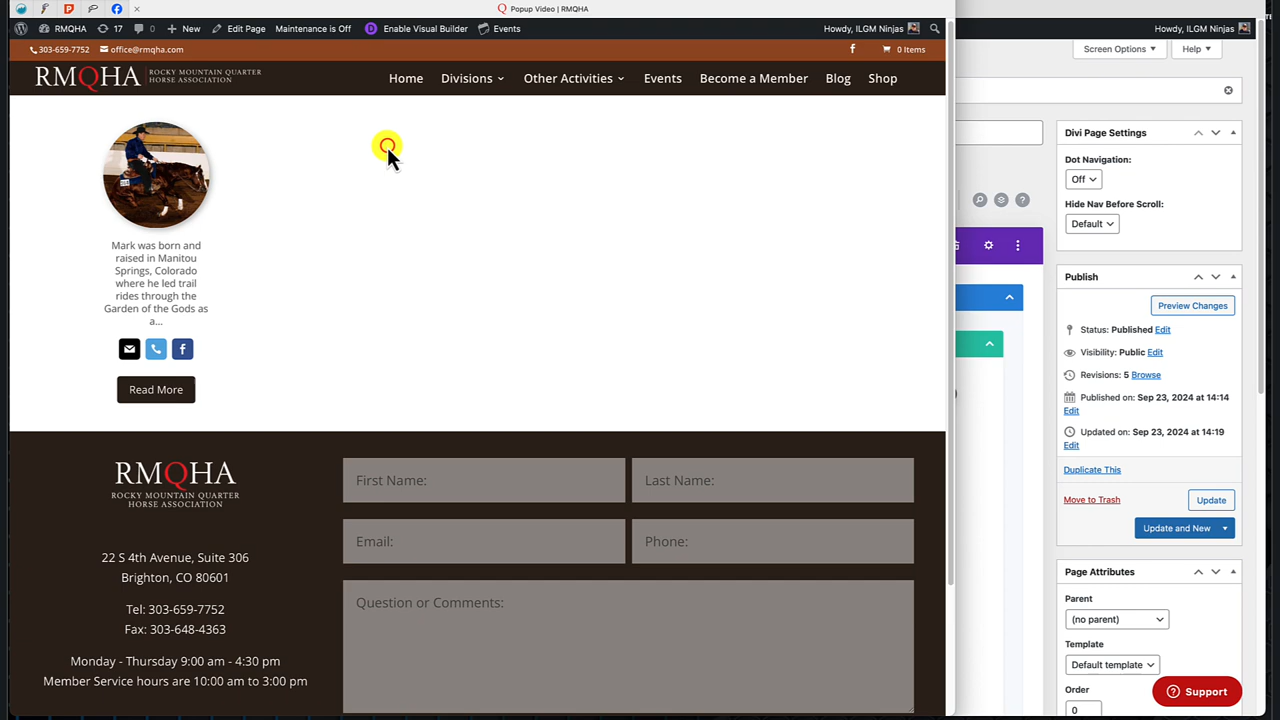 Popup Video | RMQHA
RMQHA
17
0
New
Edit Page
Maintenance is Off
Enable Visual Builder
Events
Howdy, ILGM Ninjas
Howdy, ILGM Ninjas
303-659-7752
office@rmqha.com
0 Items
RMQHA
ROCKY MOUNTAIN QUARTER
HORSE ASSOCIATION
Home
Divisions
Other Activities
Events
Become a Member
Blog
Shop
Mark was born and
raised in Manitou
Springs, Colorado
where he led trail
rides through the
Garden of the Gods as
a...
Read More
RMQHA
ROCKY MOUNTAIN QUARTER
HORSE ASSOCIATION
22 S 4th Avenue, Suite 306
Brighton, CO 80601
Tel: 303-659-7752
Fax: 303-648-4363
Monday - Thursday 9:00 am - 4:30 pm
Member Service hours are 10:00 am to 3:00 pm
First Name:
Last Name:
Email:
Phone:
Question or Comments:
Screen Options
Help
Divi Page Settings
Dot Navigation:
Off
Hide Nav Before Scroll:
Default
Publish
Preview Changes
Status: Published Edit
Visibility: Public Edit
Revisions: 5 Browse
Published on: Sep 23, 2024 at 14:14
Edit
Updated on: Sep 23, 2024 at 14:19
Edit
Duplicate This
Move to Trash
Update
Update and New
Page Attributes
Parent
(no parent)
Template
Default template
Order
0
Support